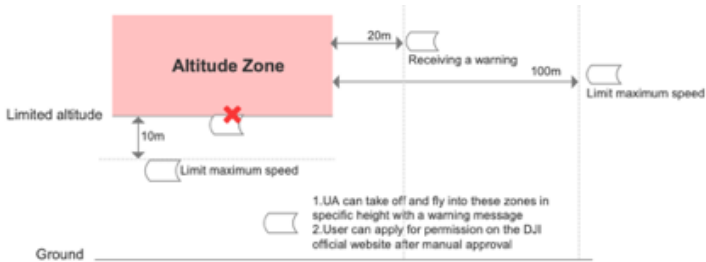 20m
Receiving a warning
Altitude Zone
100m
Limit maximum speed
Limited altitude
10m
Limit maximum speed
1.UA can take off and fly into these zones in
specific height with a warning message
2.User can apply for permission on the DJI
official website after manual approval
Ground